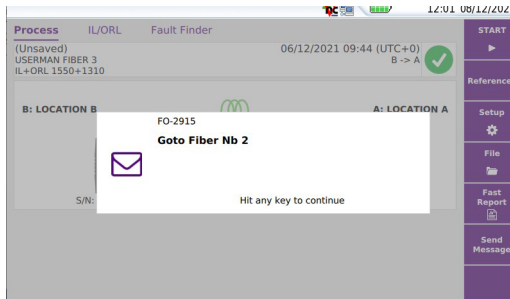 12:01 08/12/202
Process IL/ORL Fault Finder
START
(Unsaved)
USERMAN FIBER 3
IL+ORL 1550+1310
06/12/2021 09:44 (UTC+0)
B -> A
Reference
B: LOCATION B
A: LOCATION A
Setup
FO-2915
Goto Fiber Nb 2
File
S/N:
Hit any key to continue
Fast
Report
Send
Message